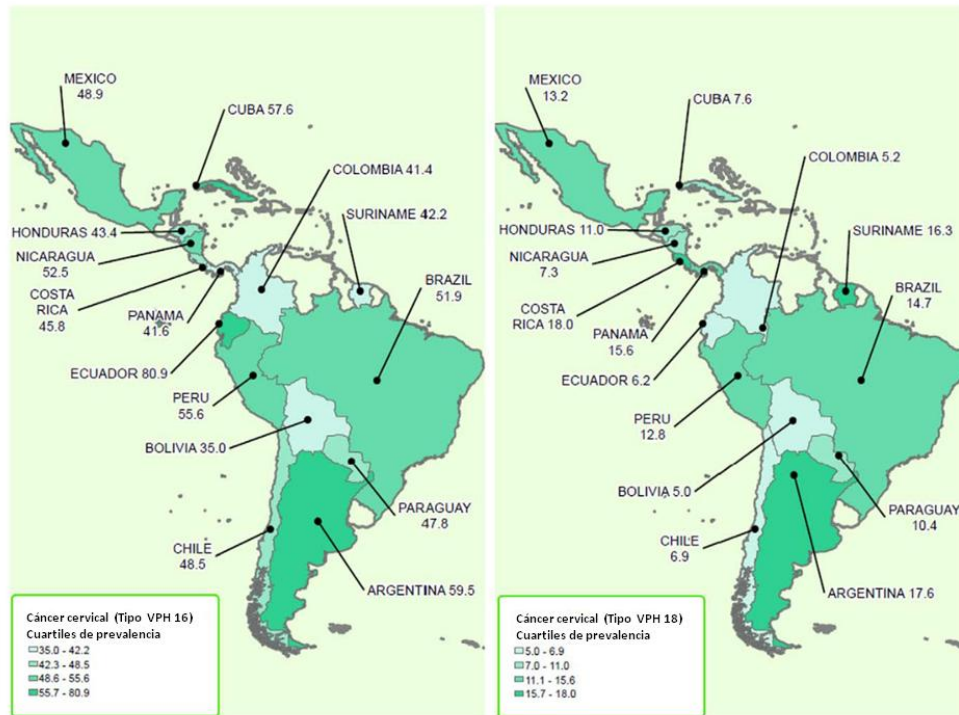 MEXICO
48.9
CUBA 57.6
COLOMBIA 41.4
HONDURAS 43.4
SURINAME 42.2
NICARAGUA
52.5
BRAZIL
51.9
COSTA
RICA
45.8
PANAMA
41.6
ECUADOR 80.9
PERU
55.6
BOLIVIA 35.0
PARAGUAY
47.8
CHILE
48.5
ARGENTINA 59.5
Cáncer cervical (Tipo VPH 16)
Cuartiles de prevalencia
35.0 - 42.2
42.3 - 48.5
48.6 - 55.6
55.7 - 80.9
MEXICO
13.2
CUBA 7.6
COLOMBIA 5.2
HONDURAS 11.0
SURINAME 16.3
NICARAGUA
7.3
BRAZIL
14.7
COSTA
RICA 18.0
PANAMA
15.6
ECUADOR 6.2
PERU
12.8
BOLIVIA 5.0
PARAGUAY
10.4
CHILE
6.9
ARGENTINA 17.6
Cáncer cervical (Tipo VPH 18)
Cuartiles de prevalencia
5.0 - 6.9
7.0 - 11.0
11.1 - 15.6
15.7 - 18.0